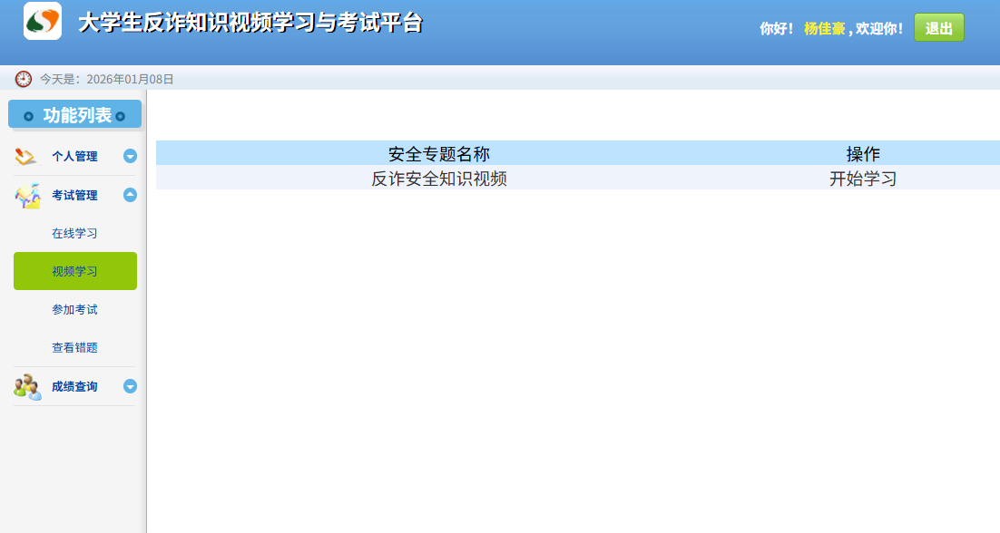 大学生反诈知识视频学习与考试平台
你好！ 杨佳豪 , 欢迎你！ 退出
今天是：2026年01月08日
功能列表
个人管理
考试管理
在线学习
视频学习
参加考试
查看错题
成绩查询
安全专题名称 操作
反诈安全知识视频 开始学习